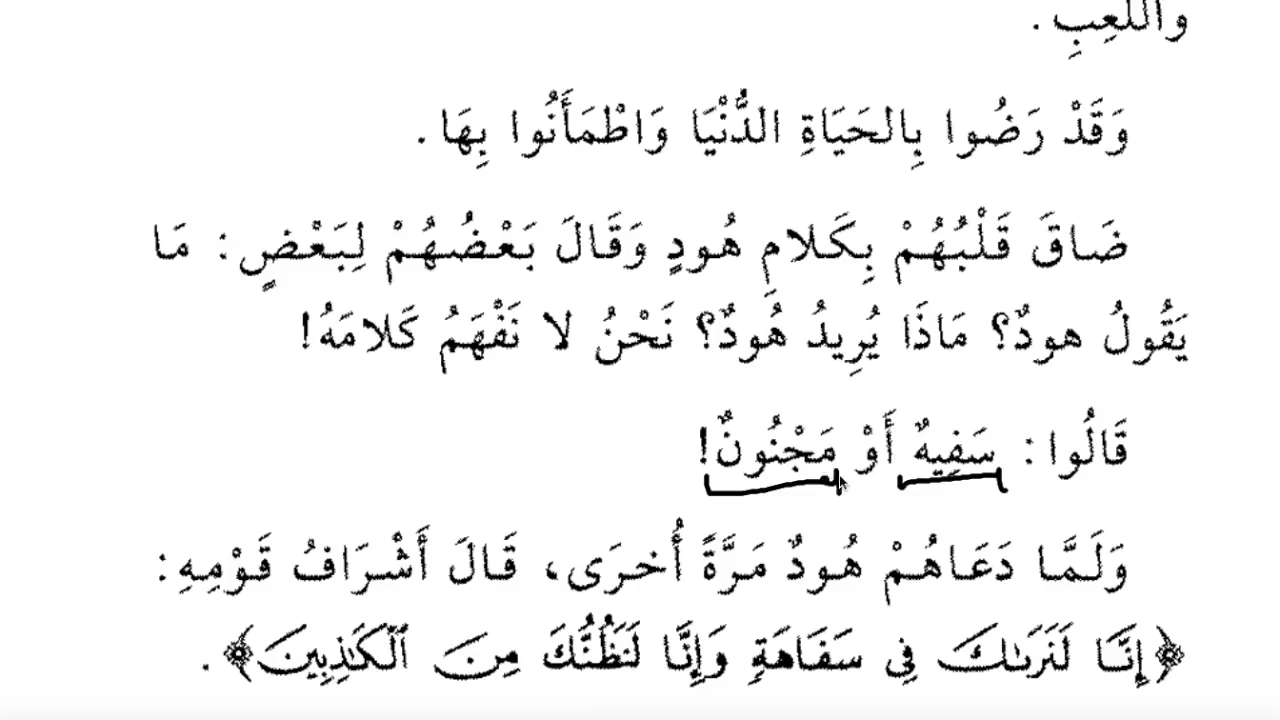 واللَّعِبِ.
وَقَدْ رَضُوا بِالحَيَاةِ الدُّنْيَا وَاطْمَأَنُوا بِهَا.
ضَاقَ قَلْبُهُمْ بِكَلامِ هُودٍ وَقَالَ بَعْضُهُمْ لِبَعْضٍ: مَا
يَقُولُ هودٌ؟ مَاذَا يُرِيدُ هُودٌ؟ نَحْنُ لا نَفْهَمُ كَلامَهُ!
قَالُوا: سَفِيهٌ أَوْ مَجْنُونٌ!
وَلَمَّا دَعَاهُمْ هُودٌ مَرَّةً أُخرَى، قَالَ أَشْرَافُ قَوْمِهِ:
﴿إِنَّا لَنَرَىٰكَ فِي سَفَاهَةٍ وَإِنَّا لَنَظُنُّكَ مِنَ ٱلْكَٰذِبِينَ﴾.